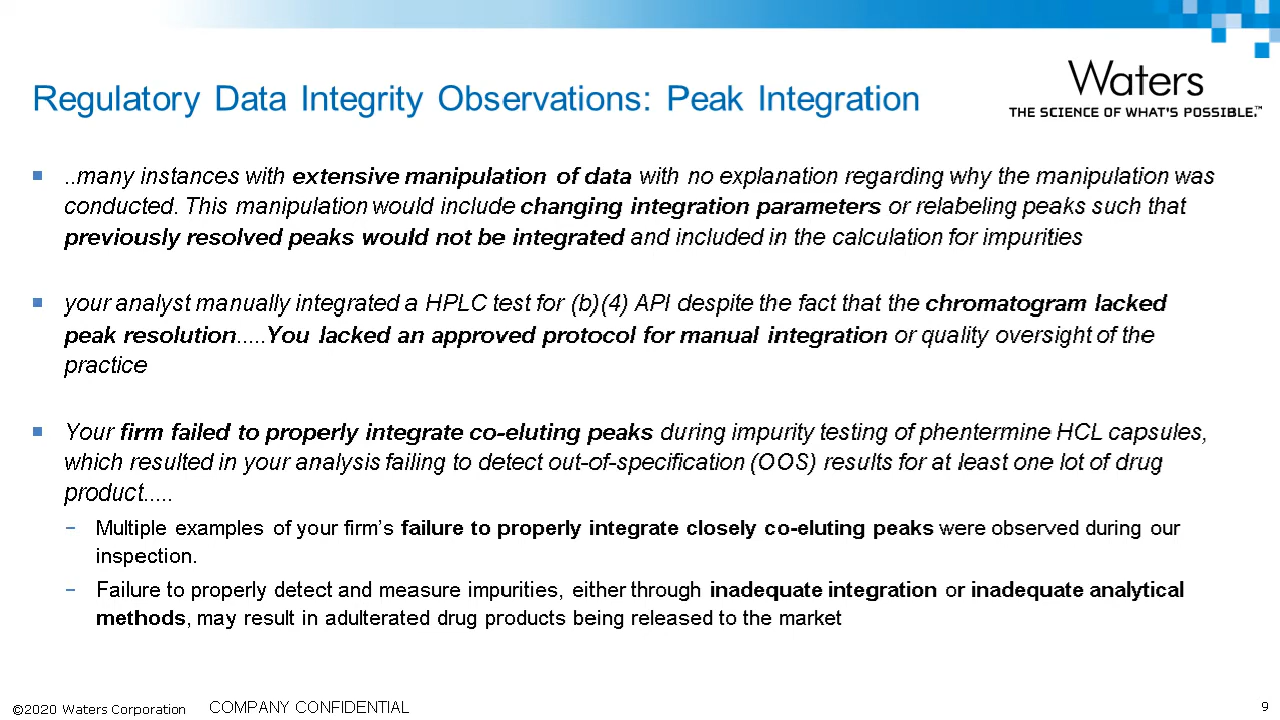 Regulatory Data Integrity Observations: Peak Integration
Waters
THE SCIENCE OF WHAT'S POSSIBLE.™
..many instances with extensive manipulation of data with no explanation regarding why the manipulation was
conducted. This manipulation would include changing integration parameters or relabeling peaks such that
previously resolved peaks would not be integrated and included in the calculation for impurities
your analyst manually integrated a HPLC test for (b)(4) API despite the fact that the chromatogram lacked
peak resolution.....You lacked an approved protocol for manual integration or quality oversight of the
practice
Your firm failed to properly integrate co-eluting peaks during impurity testing of phentermine HCL capsules,
which resulted in your analysis failing to detect out-of-specification (OOS) results for at least one lot of drug
product.....
– Multiple examples of your firm's failure to properly integrate closely co-eluting peaks were observed during our
inspection.
– Failure to properly detect and measure impurities, either through inadequate integration or inadequate analytical
methods, may result in adulterated drug products being released to the market
©2020 Waters Corporation COMPANY CONFIDENTIAL 9